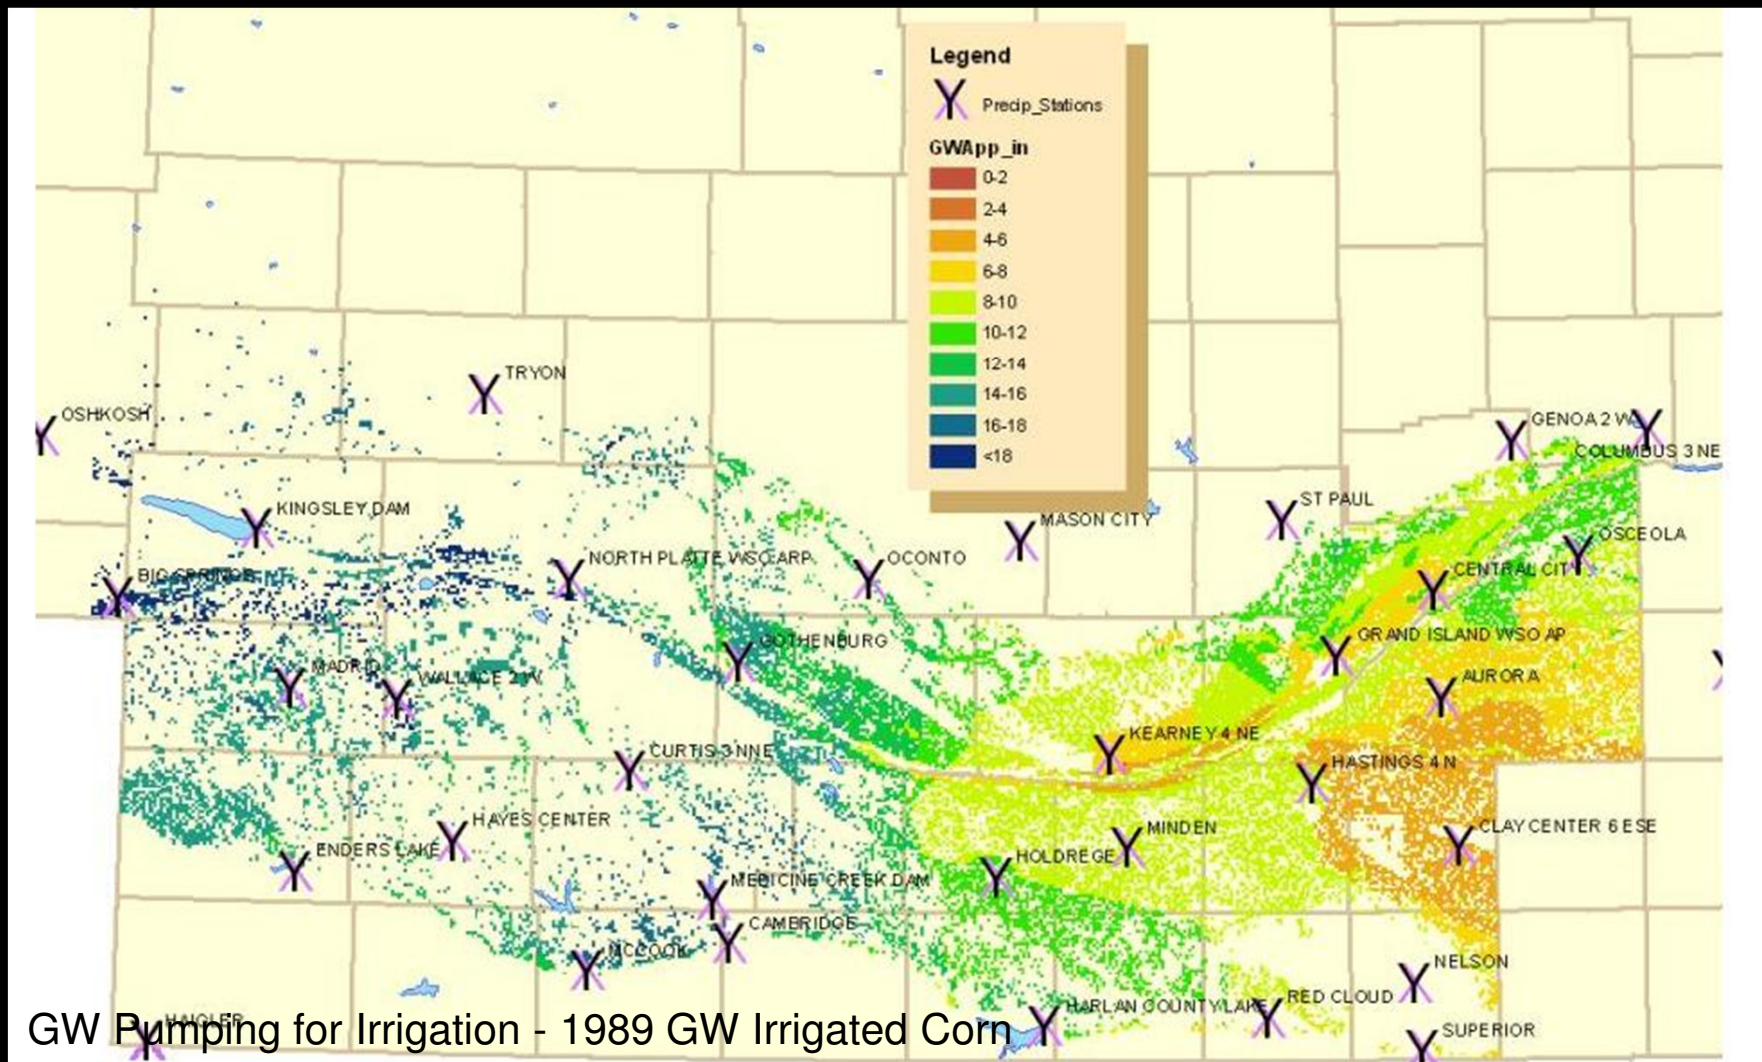 Legend
Precip_Stations
GWApp_in
0-2
2-4
4-6
6-8
8-10
10-12
12-14
14-16
16-18
<18
TRYON
OSHKOSH
GENOA 2 W
COLUMBUS 3 NE
KINGSLEY DAM
ST PAUL
MASON CITY
OSCEOLA
NORTH PLATTE WSO ARP
OCONTO
BIG SPRINGS
CENTRAL CIT
GOTHENBURG
GRAND ISLAND WSO AP
MADRID
WALLACE 2 W
AURORA
KEARNEY 4 NE
CURTIS 3 NNE
HASTINGS 4 N
HAYES CENTER
MINDEN
CLAY CENTER 6 ESE
ENDERS LAKE
HOLDREGE
MEDICINE CREEK DAM
CAMBRIDGE
MCCOOK
NELSON
HARLAN COUNTY LAKE
RED CLOUD
HAIGLER
SUPERIOR
GW Pumping for Irrigation - 1989 GW Irrigated Corn